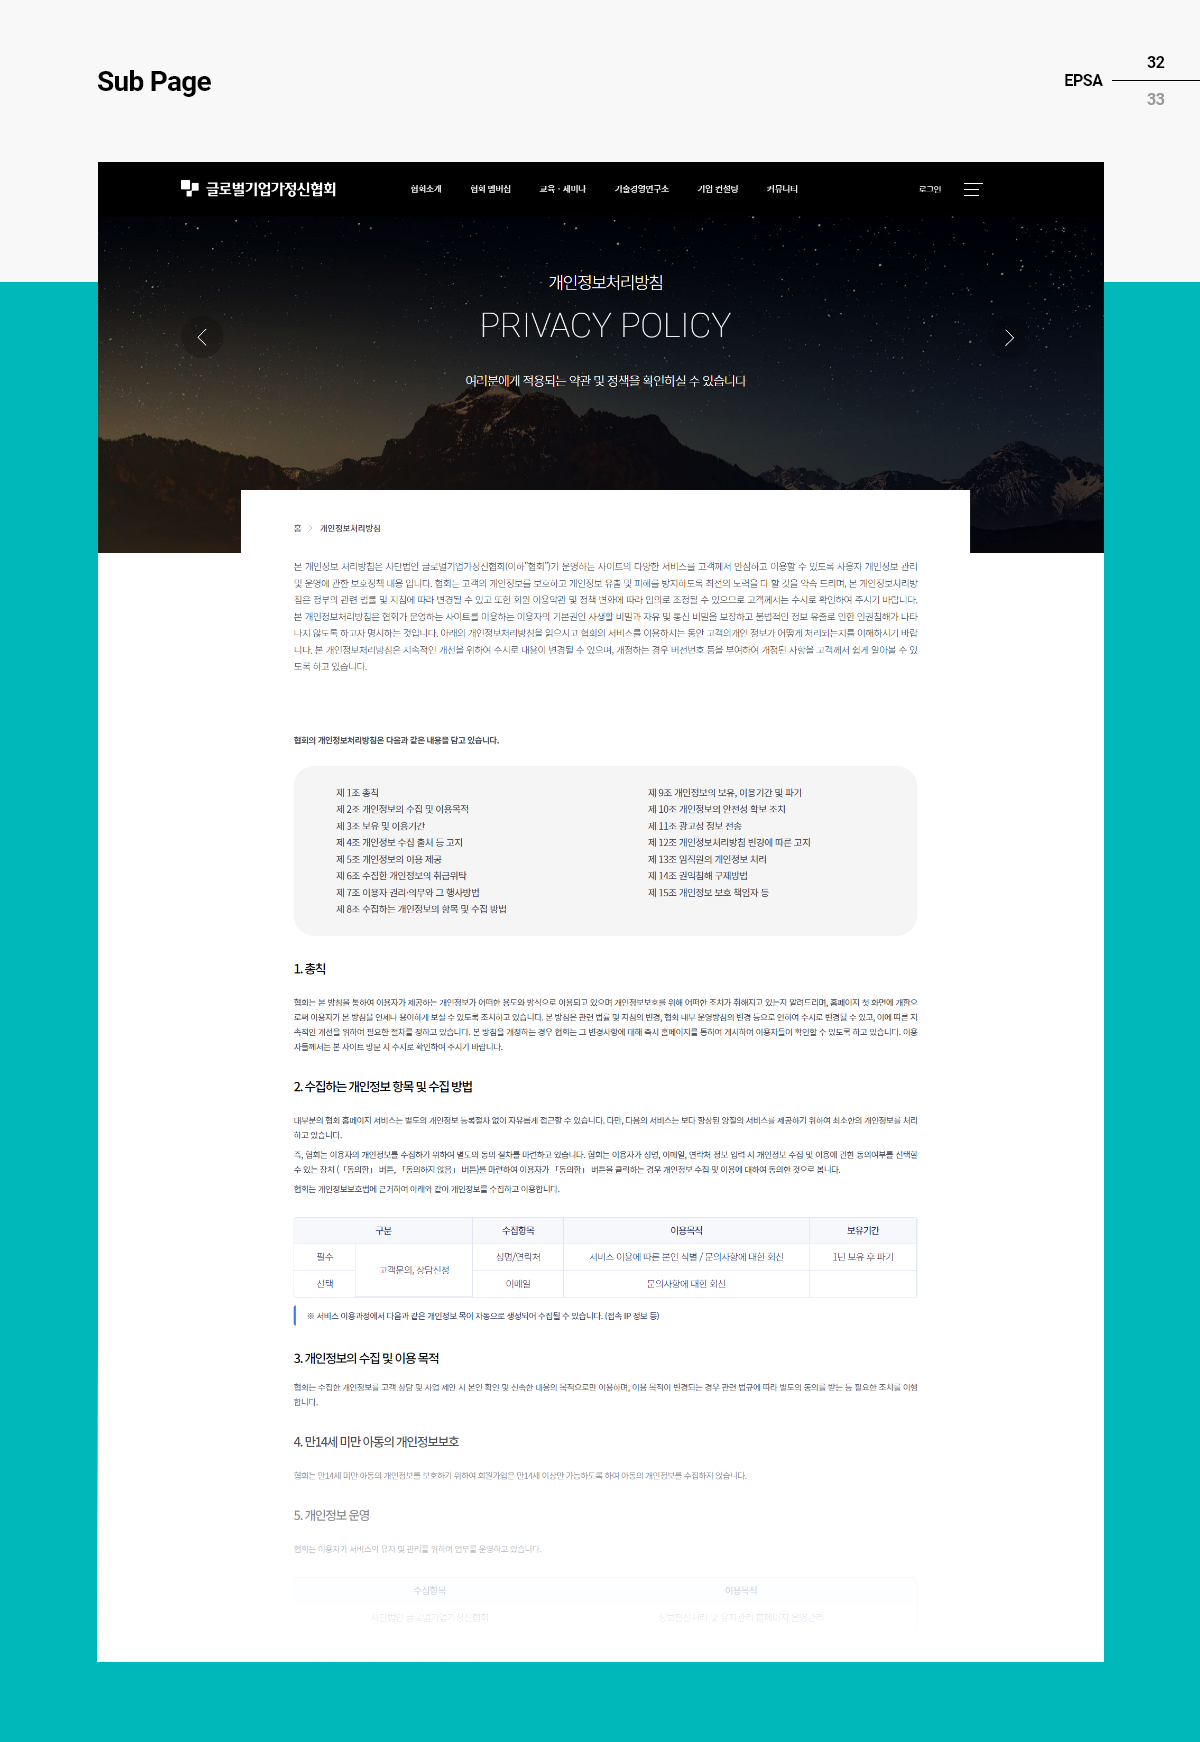 Sub Page
EPSA
32
33
글로벌기업가정신협회
협회소개 협회 멤버십 교육 · 세미나 기술경영연구소 기업 컨설팅 커뮤니티
로그인
개인정보처리방침
PRIVACY POLICY
여러분에게 적용되는 약관 및 정책을 확인하실 수 있습니다
홈 > 개인정보처리방침
본 개인정보 처리방침은 사단법인 글로벌기업가정신협회(이하"협회")가 운영하는 사이트의 다양한 서비스를 고객께서 안심하고 이용할 수 있도록 사용자 개인정보 관리
및 운영에 관한 보호정책 내용 입니다. 협회는 고객의 개인정보를 보호하고 개인정보 유출 및 피해를 방지하도록 최선의 노력을 다 할 것을 약속 드리며, 본 개인정보처리방
침은 정부의 관련 법률 및 지침에 따라 변경될 수 있고 또한 회원 이용약관 및 정책 변화에 따라 임의로 조정될 수 있으므로 고객께서는 수시로 확인하여 주시기 바랍니다.
본 개인정보처리방침은 협회가 운영하는 사이트를 이용하는 이용자의 기본권인 사생활 비밀과 자유 및 통신 비밀을 보장하고 불법적인 정보 유출로 인한 인권침해가 나타
나지 않도록 하고자 명시하는 것입니다. 아래의 개인정보처리방침을 읽으시고 협회의 서비스를 이용하시는 동안 고객의개인 정보가 어떻게 처리되는지를 이해하시기 바랍
니다. 본 개인정보처리방침은 지속적인 개선을 위하여 수시로 내용이 변경될 수 있으며, 개정하는 경우 버전번호 등을 부여하여 개정된 사항을 고객께서 쉽게 알아볼 수 있
도록 하고 있습니다.
협회의 개인정보처리방침은 다음과 같은 내용을 담고 있습니다.
제 1조 총칙
제 2조 개인정보의 수집 및 이용목적
제 3조 보유 및 이용기간
제 4조 개인정보 수집 출처 등 고지
제 5조 개인정보의 이용 제공
제 6조 수집한 개인정보의 취급위탁
제 7조 이용자 권리·의무와 그 행사방법
제 8조 수집하는 개인정보의 항목 및 수집 방법
제 9조 개인정보의 보유, 이용기간 및 파기
제 10조 개인정보의 안전성 확보 조치
제 11조 광고성 정보 전송
제 12조 개인정보처리방침 변경에 따른 고지
제 13조 임직원의 개인정보 처리
제 14조 권익침해 구제방법
제 15조 개인정보 보호 책임자 등
1. 총칙
협회는 본 방침을 통하여 이용자가 제공하는 개인정보가 어떠한 용도와 방식으로 이용되고 있으며 개인정보보호를 위해 어떠한 조치가 취해지고 있는지 알려드리며, 홈페이지 첫 화면에 개함으
로써 이용자가 본 방침을 언제나 용이하게 보실 수 있도록 조치하고 있습니다. 본 방침은 관련 법률 및 지침의 변경, 협회 내부 운영방침의 변경 등으로 인하여 수시로 변경될 수 있고, 이에 따른 지
속적인 개선을 위하여 필요한 절차를 정하고 있습니다. 본 방침을 개정하는 경우 협회는 그 변경사항에 대해 즉시 홈페이지를 통하여 게시하여 이용자들이 확인할 수 있도록 하고 있습니다. 이용
자들께서는 본 사이트 방문 시 수시로 확인하여 주시기 바랍니다.
2. 수집하는 개인정보 항목 및 수집 방법
대부분의 협회 홈페이지 서비스는 별도의 개인정보 등록절차 없이 자유롭게 접근할 수 있습니다. 다만, 다음의 서비스는 보다 향상된 양질의 서비스를 제공하기 위하여 최소한의 개인정보를 처리
하고 있습니다.
즉, 협회는 이용자의 개인정보를 수집하기 위하여 별도의 동의 절차를 마련하고 있습니다. 협회는 이용자가 성명, 이메일, 연락처 정보 입력 시 개인정보 수집 및 이용에 관한 동의여부를 선택할
수 있는 장치 (「동의함」 버튼, 「동의하지 않음」 버튼)를 마련하여 이용자가 「동의함」 버튼을 클릭하는 경우 개인정보 수집 및 이용에 대하여 동의한 것으로 봅니다.
협회는 개인정보보호법에 근거하여 아래와 같이 개인정보를 수집하고 이용합니다.
구분 수집항목 이용목적 보유기간
필수 고객문의, 상담신청 성명/연락처 서비스 이용에 따른 본인 식별 / 문의사항에 대한 회신 1년 보유 후 파기
선택 이메일 문의사항에 대한 회신
※ 서비스 이용과정에서 다음과 같은 개인정보 목이 자동으로 생성되어 수집될 수 있습니다. (접속 IP 정보 등)
3. 개인정보의 수집 및 이용 목적
협회는 수집한 개인정보를 고객 상담 및 사업 제안 시 본인 확인 및 신속한 내용의 목적으로만 이용하며, 이용 목적이 변경되는 경우 관련 법규에 따라 별도의 동의를 받는 등 필요한 조치를 이행
합니다.
4. 만14세 미만 아동의 개인정보보호
협회는 만14세 미만 아동의 개인정보를 보호하기 위하여 회원가입은 만14세 이상만 가능하도록 하여 아동의 개인정보를 수집하지 않습니다.
5. 개인정보 운영
협회는 이용자가 서비스의 유지 및 관리를 위하여 업무를 운영하고 있습니다.
수집항목 이용목적
사단법인 글로벌기업가정신협회